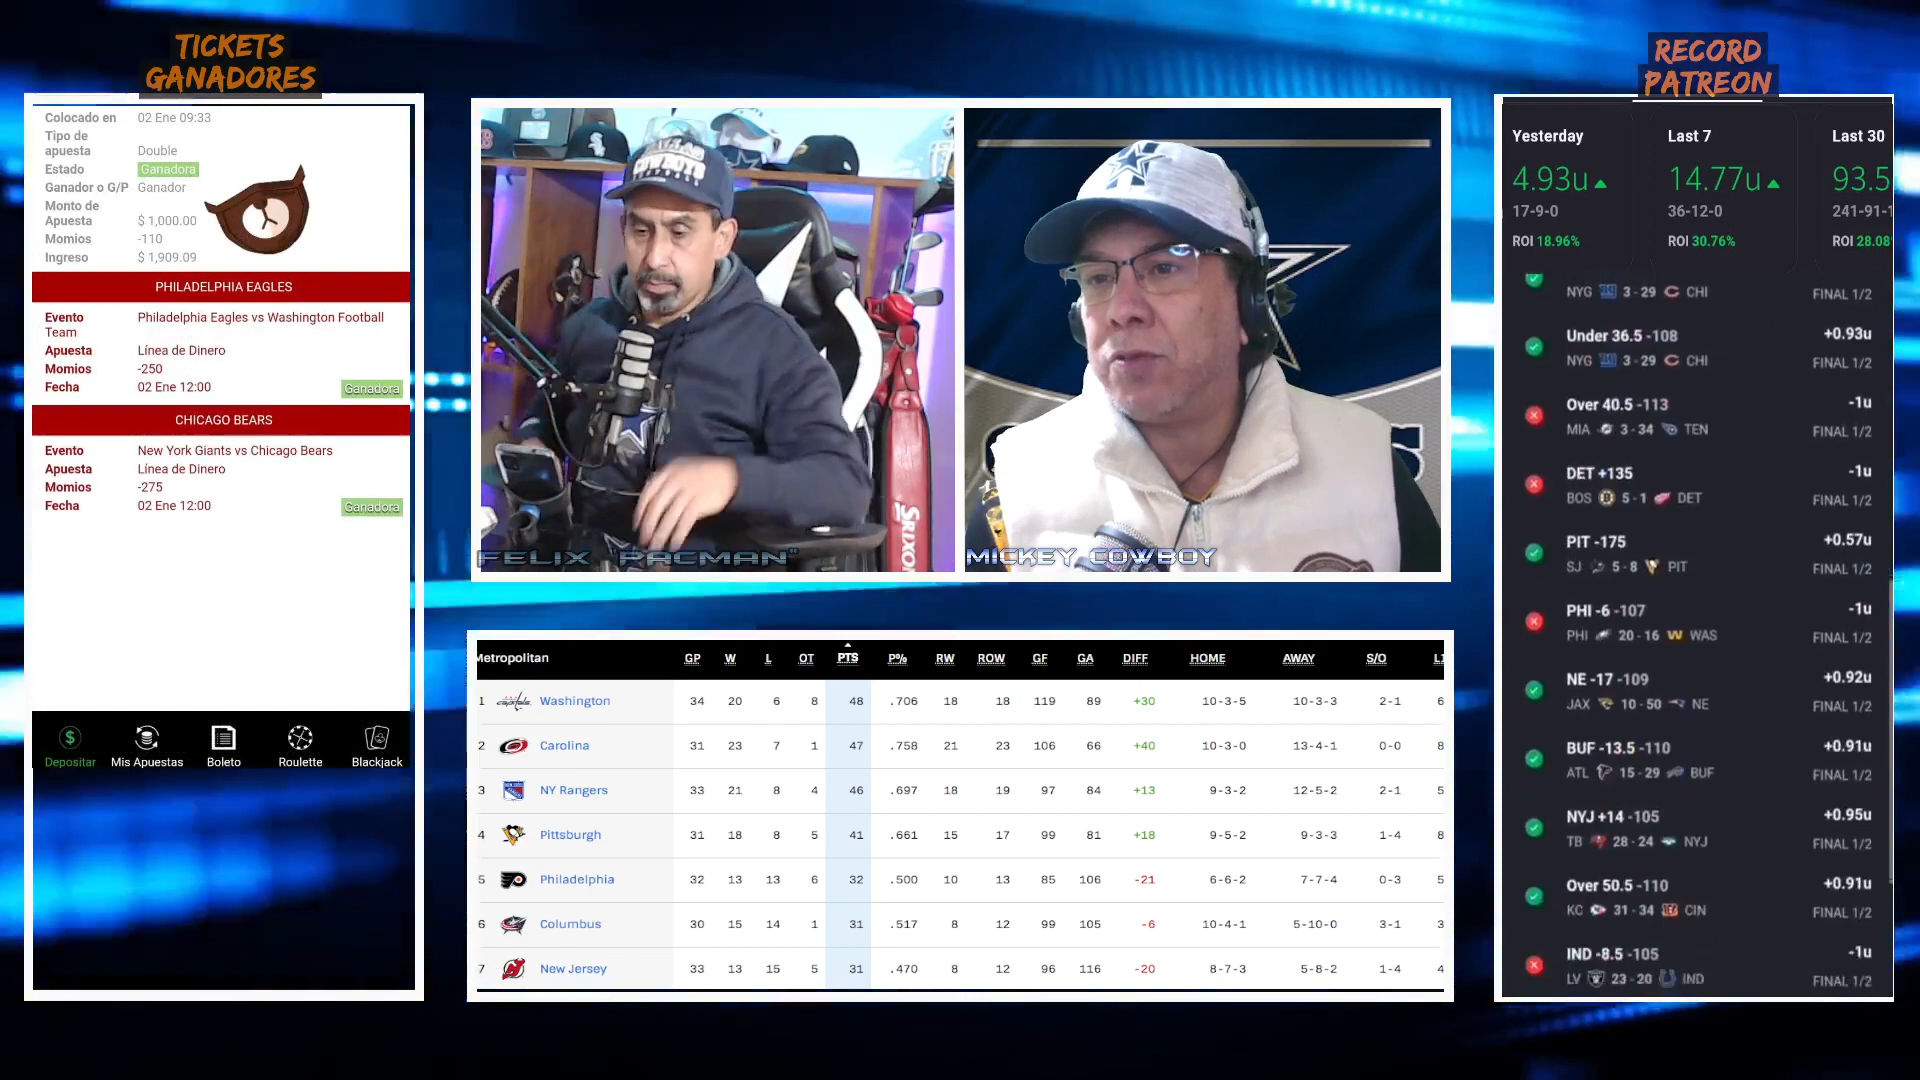 TICKETS
GANADORES
Colocado en 02 Ene 09:33
Tipo de
apuesta Double
Estado Ganadora
Ganador o G/P Ganador
Monto de
Apuesta $ 1,000.00
Momios -110
Ingreso $ 1,909.09
PHILADELPHIA EAGLES
Evento Philadelphia Eagles vs Washington Football
Team
Apuesta Línea de Dinero
Momios -250
Fecha 02 Ene 12:00 Ganadora
CHICAGO BEARS
Evento New York Giants vs Chicago Bears
Apuesta Línea de Dinero
Momios -275
Fecha 02 Ene 12:00 Ganadora
Depositar Mis Apuestas Boleto Roulette Blackjack
COWBOYS
SRIXON
FELIX "PACMAN"
MICKEY COWBOY
Metropolitan GP W L OT PTS P% RW ROW GF GA DIFF HOME AWAY S/O L1
1 Washington 34 20 6 8 48 .706 18 18 119 89 +30 10-3-5 10-3-3 2-1 6
2 Carolina 31 23 7 1 47 .758 21 23 106 66 +40 10-3-0 13-4-1 0-0 8
3 NY Rangers 33 21 8 4 46 .697 18 19 97 84 +13 9-3-2 12-5-2 2-1 5
4 Pittsburgh 31 18 8 5 41 .661 15 17 99 81 +18 9-5-2 9-3-3 1-4 8
5 Philadelphia 32 13 13 6 32 .500 10 13 85 106 -21 6-6-2 7-7-4 0-3 5
6 Columbus 30 15 14 1 31 .517 8 12 99 105 -6 10-4-1 5-10-0 3-1 3
7 New Jersey 33 13 15 5 31 .470 8 12 96 116 -20 8-7-3 5-8-2 1-4 4
RECORD
PATREON
Yesterday Last 7 Last 30
4.93u 14.77u 93.5
17-9-0 36-12-0 241-91-1
ROI 18.96% ROI 30.76% ROI 28.08
NYG 3 - 29 CHI FINAL 1/2
Under 36.5 -108 +0.93u
NYG 3 - 29 CHI FINAL 1/2
Over 40.5 -113 -1u
MIA 3 - 34 TEN FINAL 1/2
DET +135 -1u
BOS 5 - 1 DET FINAL 1/2
PIT -175 +0.57u
SJ 5 - 8 PIT FINAL 1/2
PHI -6 -107 -1u
PHI 20 - 16 WAS FINAL 1/2
NE -17 -109 +0.92u
JAX 10 - 50 NE FINAL 1/2
BUF -13.5 -110 +0.91u
ATL 15 - 29 BUF FINAL 1/2
NYJ +14 -105 +0.95u
TB 28 - 24 NYJ FINAL 1/2
Over 50.5 -110 +0.91u
KC 31 - 34 CIN FINAL 1/2
IND -8.5 -105 -1u
LV 23 - 20 IND FINAL 1/2